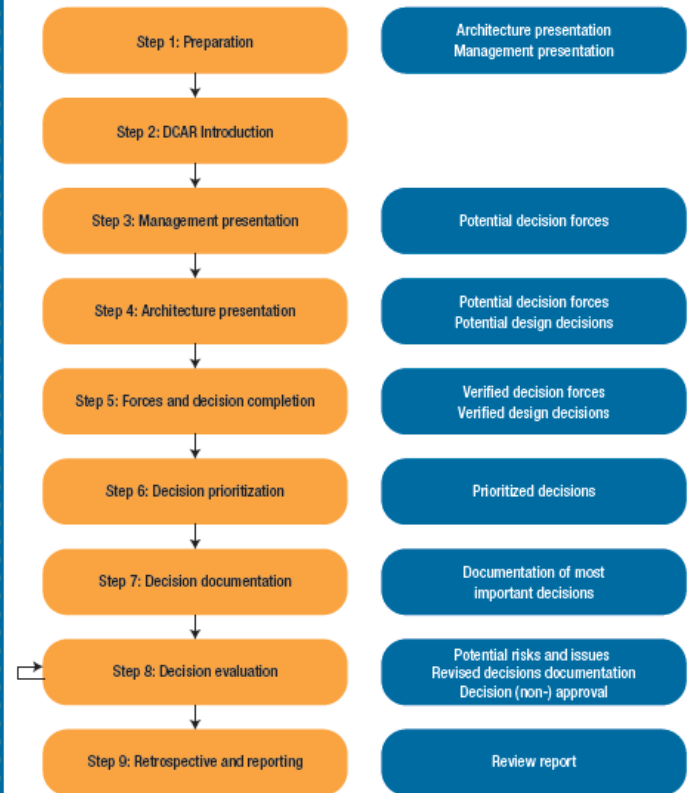 Step 1: Preparation
Architecture presentation
Management presentation
Step 2: DCAR Introduction
Step 3: Management presentation
Potential decision forces
Step 4: Architecture presentation
Potential decision forces
Potential design decisions
Step 5: Forces and decision completion
Verified decision forces
Verified design decisions
Step 6: Decision prioritization
Prioritized decisions
Step 7: Decision documentation
Documentation of most
important decisions
Step 8: Decision evaluation
Potential risks and issues
Revised decisions documentation
Decision (non-) approval
Step 9: Retrospective and reporting
Review report